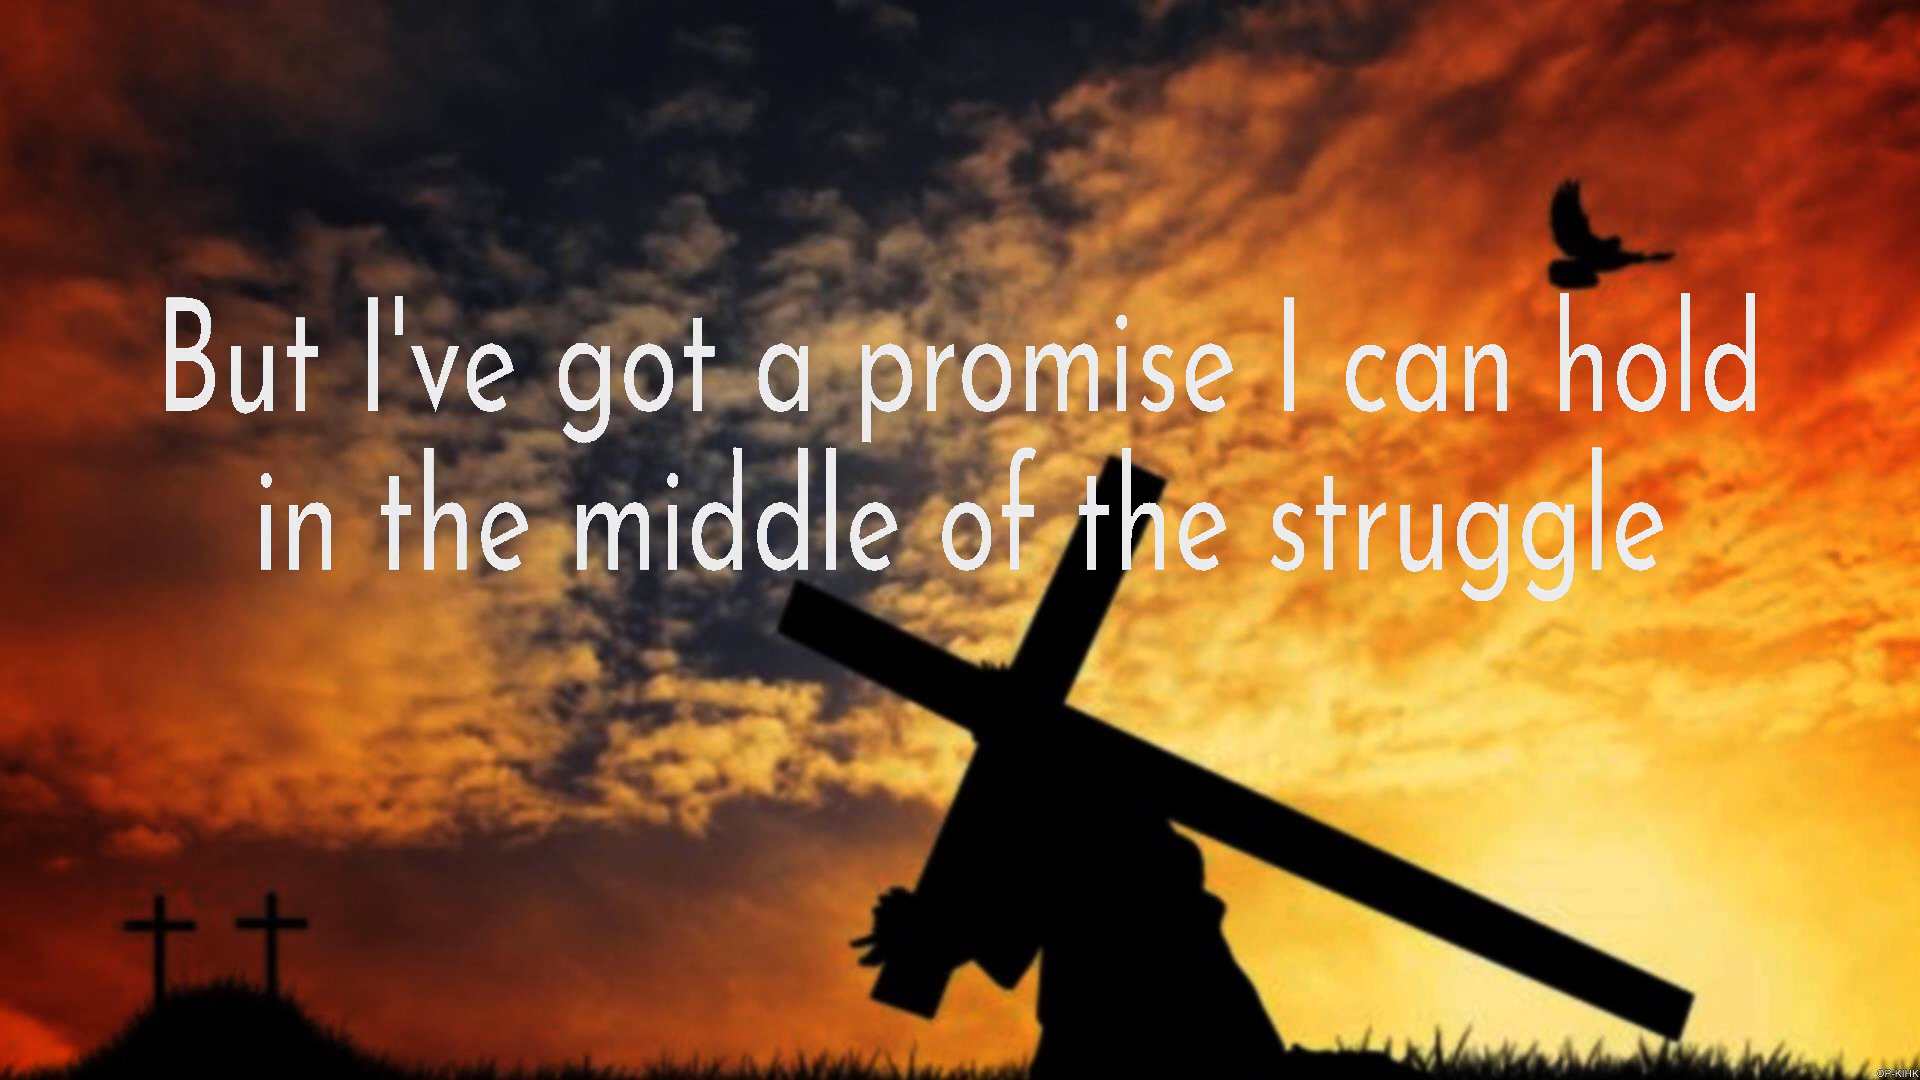 But I've got a promise I can hold
in the middle of the struggle